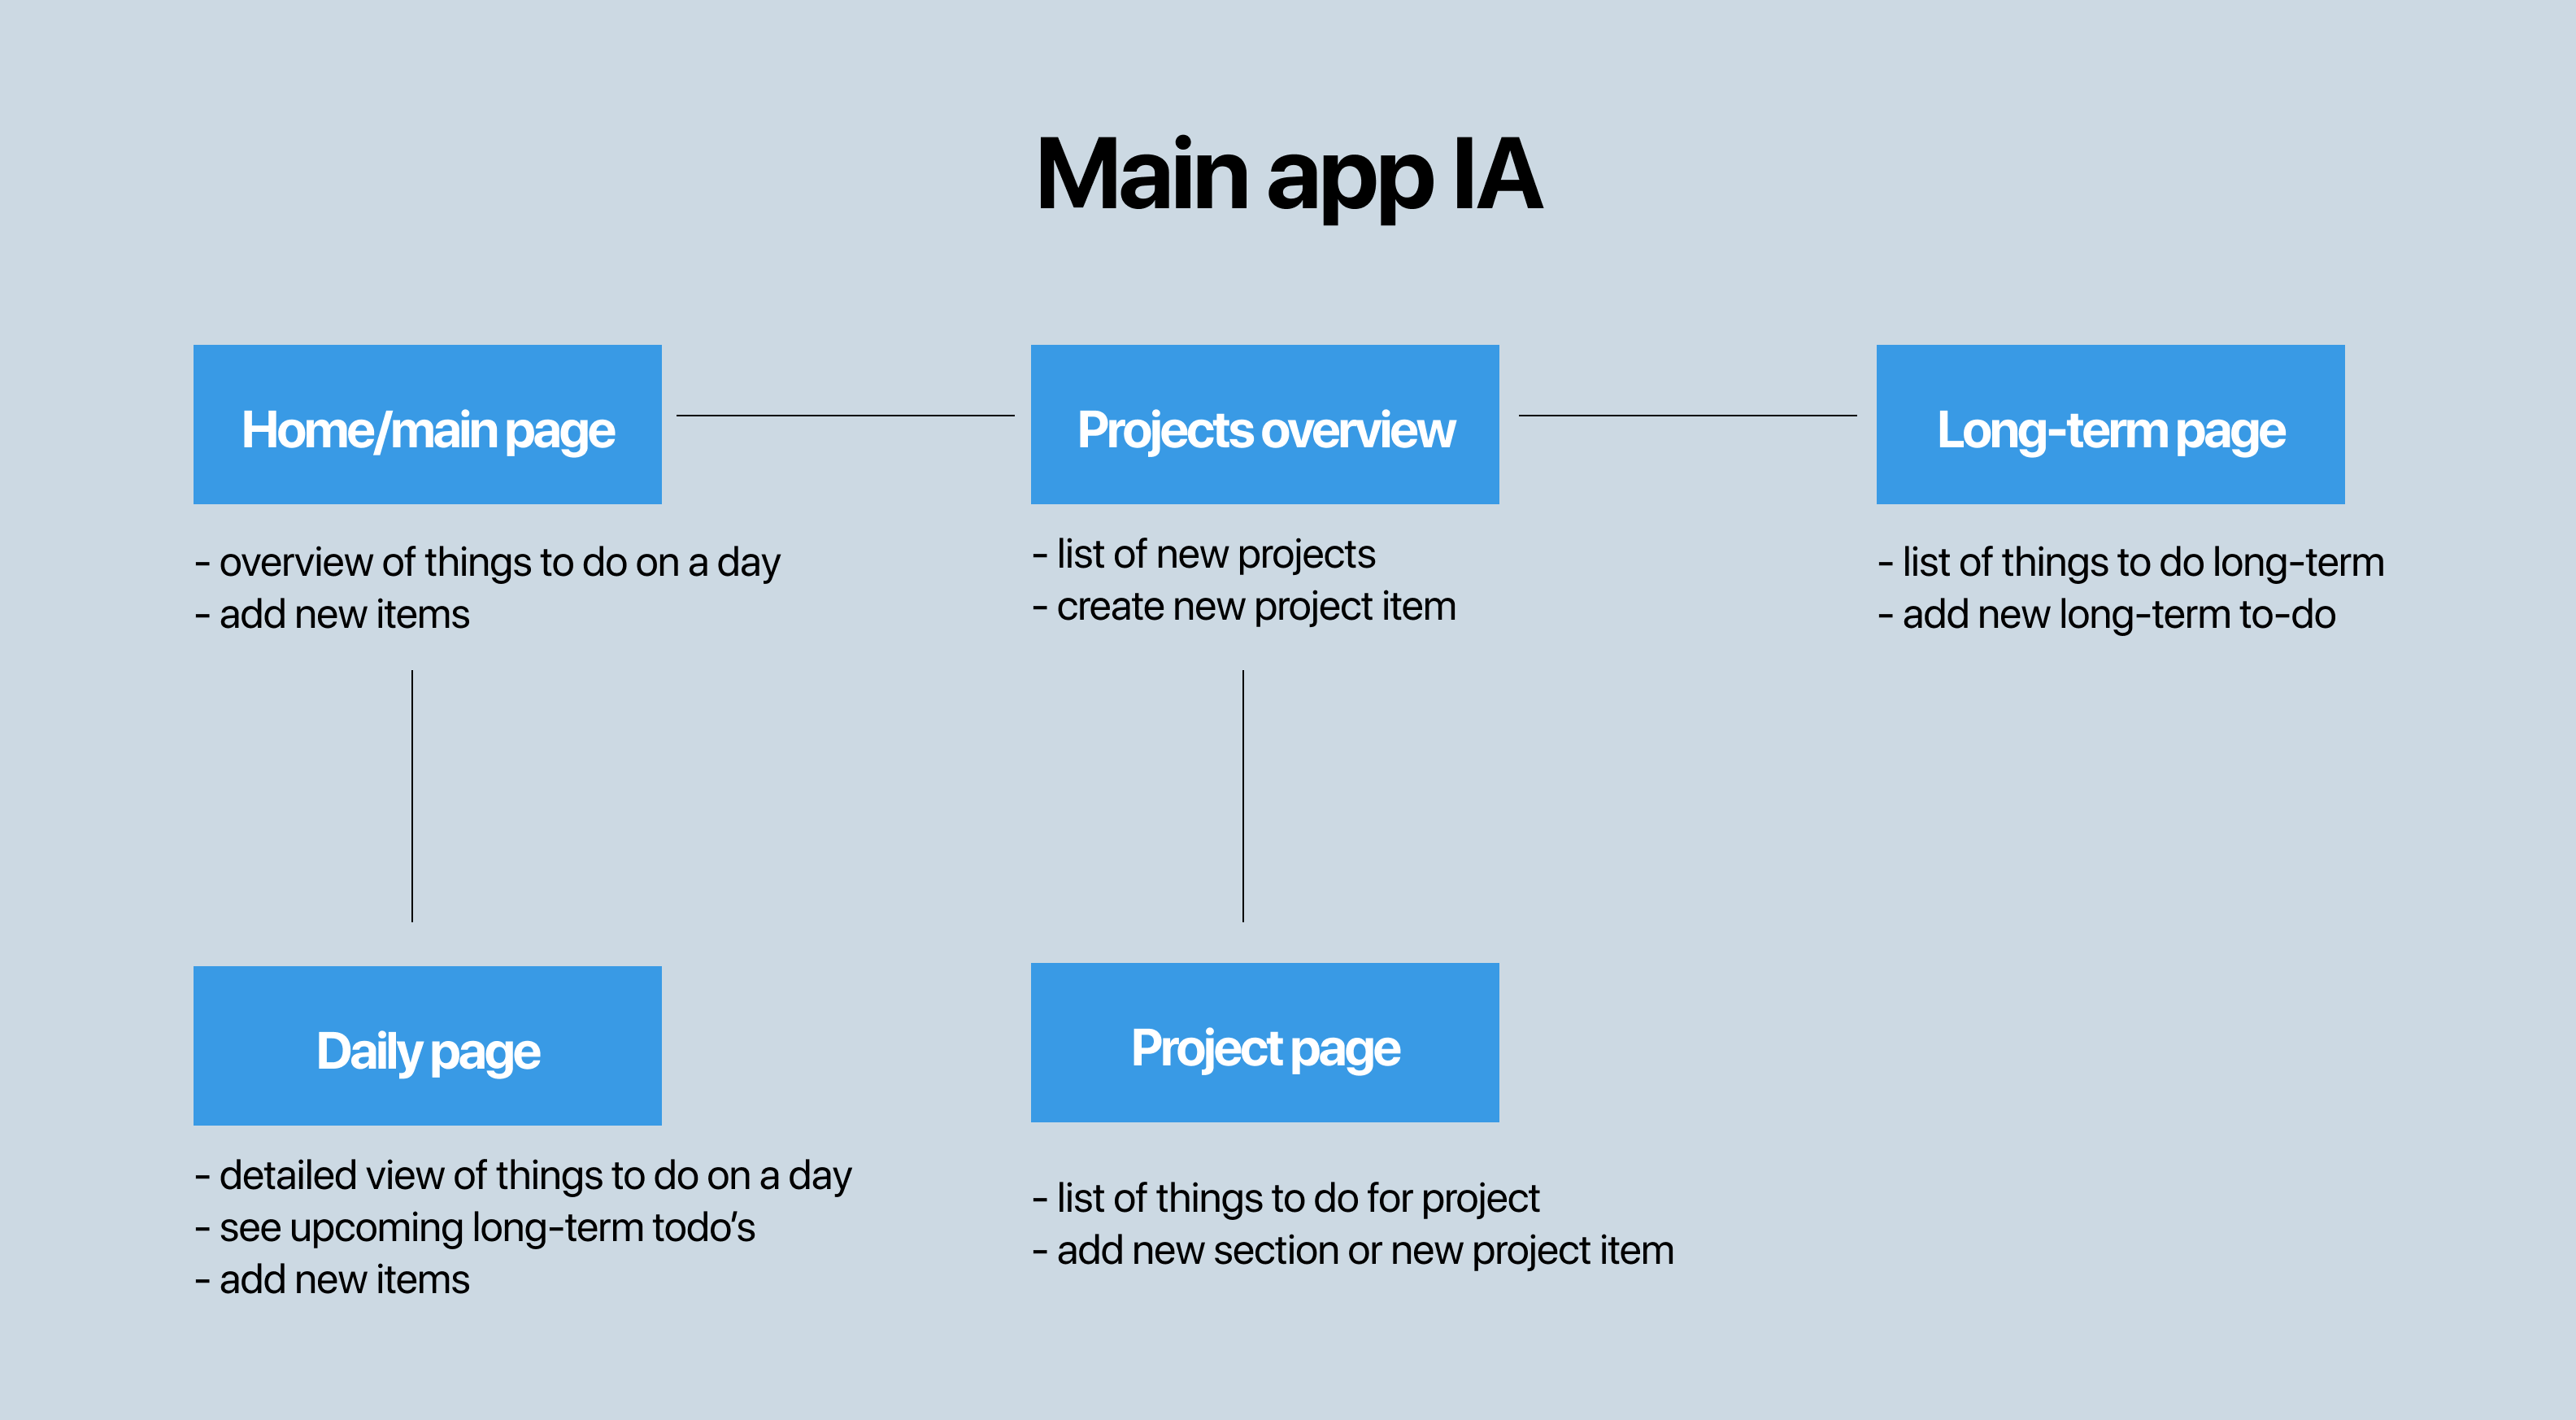 Main app IA
Home/main page
- overview of things to do on a day
- add new items
Projects overview
- list of new projects
- create new project item
Long-term page
- list of things to do long-term
- add new long-term to-do
Daily page
- detailed view of things to do on a day
- see upcoming long-term todo’s
- add new items
Project page
- list of things to do for project
- add new section or new project item